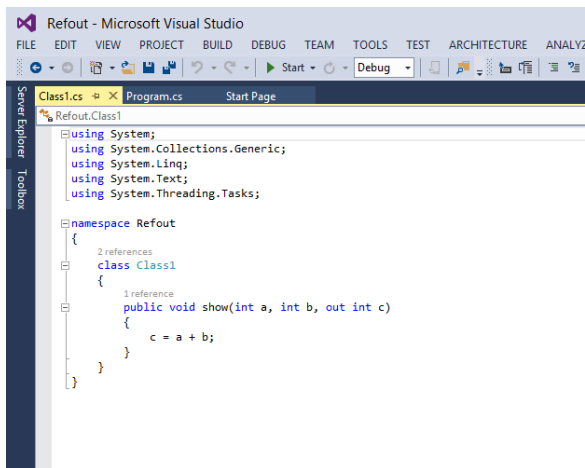 Refout - Microsoft Visual Studio
FILE EDIT VIEW PROJECT BUILD DEBUG TEAM TOOLS TEST ARCHITECTURE ANALYZ
Start Debug
Server Explorer
Toolbox
Class1.cs Program.cs Start Page
Refout.Class1
using System;
using System.Collections.Generic;
using System.Linq;
using System.Text;
using System.Threading.Tasks;
namespace Refout
{
2 references
class Class1
{
1 reference
public void show(int a, int b, out int c)
{
c = a + b;
}
}
}